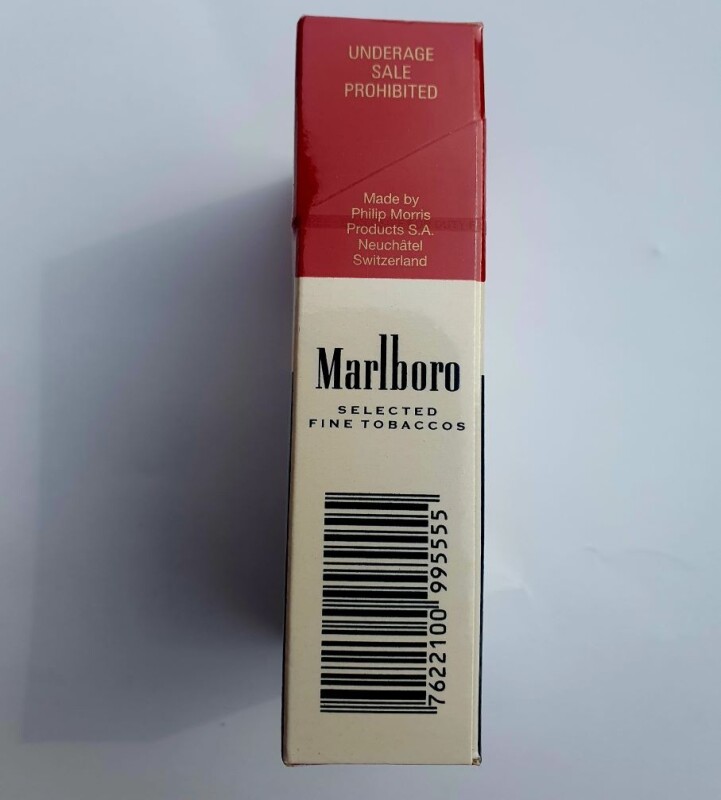 UNDERAGE
SALE
PROHIBITED
Made by
Philip Morris
Products S.A.
Neuchâtel
Switzerland
Marlboro
SELECTED
FINE TOBACCOS
7622100 995555